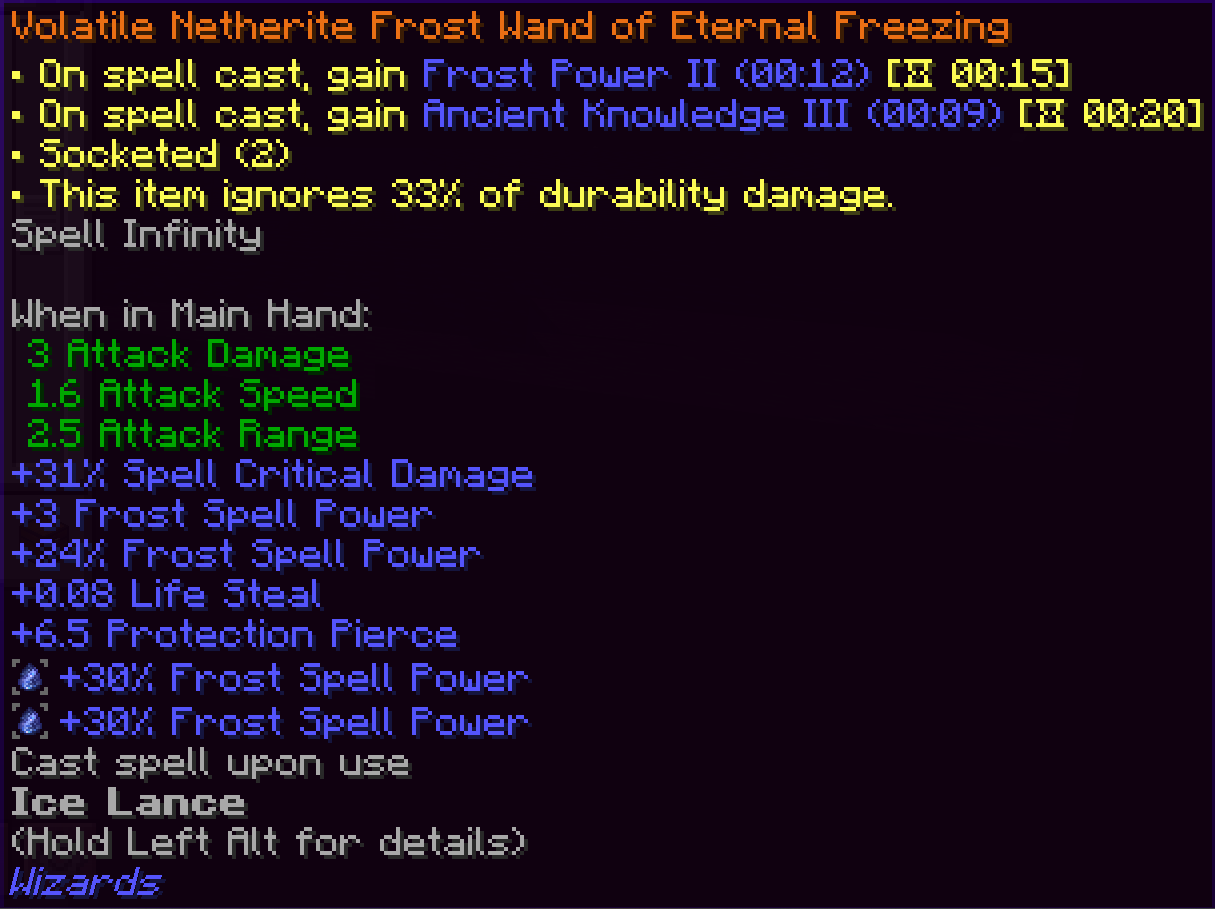 Volatile Netherite Frost Wand of Eternal Freezing
• On spell cast, gain Frost Power II (00:12) [⌛ 00:15]
• On spell cast, gain Ancient Knowledge III (00:09) [⌛ 00:20]
• Socketed (2)
• This item ignores 33% of durability damage.
Spell Infinity
When in Main Hand:
3 Attack Damage
1.6 Attack Speed
2.5 Attack Range
+31% Spell Critical Damage
+3 Frost Spell Power
+24% Frost Spell Power
+0.08 Life Steal
+6.5 Protection Pierce
+30% Frost Spell Power
+30% Frost Spell Power
Cast spell upon use
Ice Lance
(Hold Left Alt for details)
Wizards